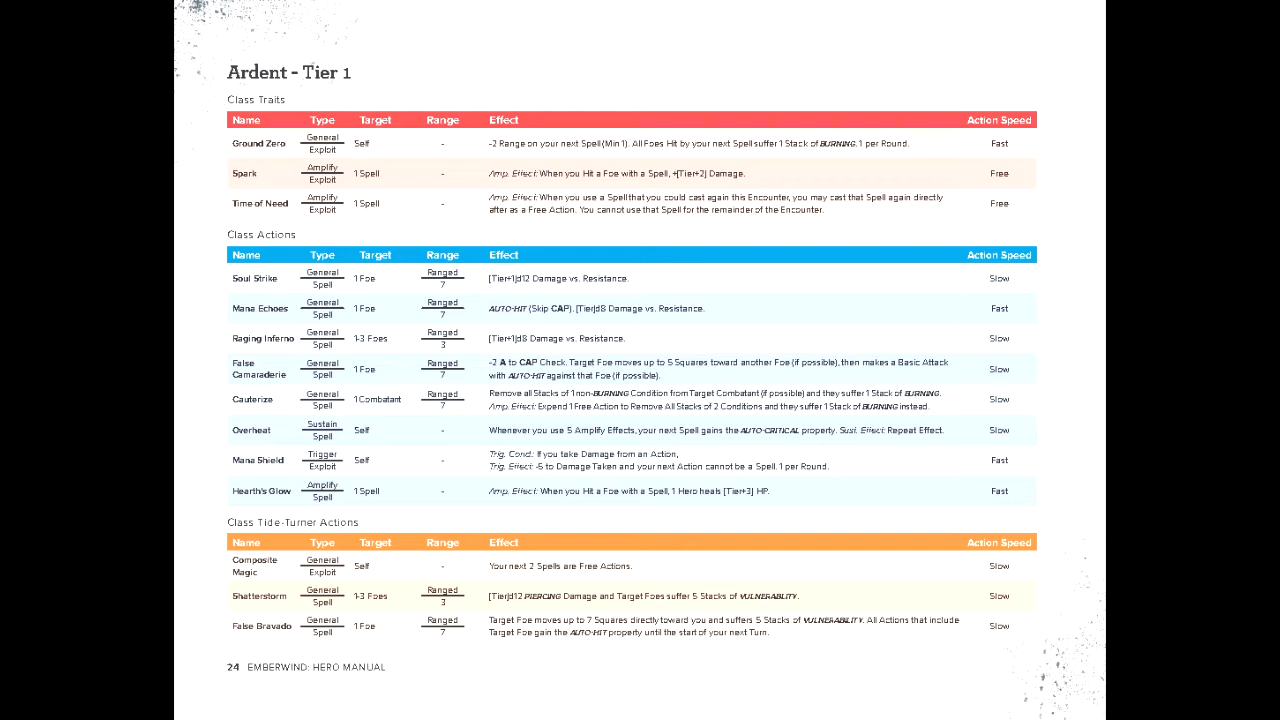 Ardent - Tier 1
Class Traits
Name Type Target Range Effect Action Speed
Ground Zero General Exploit Self - -2 Range on your next Spell (Min 1). All Foes Hit by your next Spell suffer 1 Stack of BURNING. 1 per Round. Fast
Spark Amplify Exploit 1 Spell - Amp. Effect: When you Hit a Foe with a Spell, +[Tier+2] Damage. Free
Time of Need Amplify Exploit 1 Spell - Amp. Effect: When you use a Spell that you could cast again this Encounter, you may cast that Spell again directly
after as a Free Action. You cannot use that Spell for the remainder of the Encounter. Free
Class Actions
Name Type Target Range Effect Action Speed
Soul Strike General Spell 1 Foe Ranged 7 [Tier+1]d12 Damage vs. Resistance. Slow
Mana Echoes General Spell 1 Foe Ranged 7 AUTO-HIT (Skip CAP). [Tier]d8 Damage vs. Resistance. Fast
Raging Inferno General Spell 1-3 Foes Ranged 3 [Tier+1]d8 Damage vs. Resistance. Slow
False Camaraderie General Spell 1 Foe Ranged 7 -2 A to CAP Check. Target Foe moves up to 5 Squares toward another Foe (if possible), then makes a Basic Attack
with AUTO-HIT against that Foe (if possible). Slow
Cauterize General Spell 1 Combatant Ranged 7 Remove all Stacks of 1 non-BURNING Condition from Target Combatant (if possible) and they suffer 1 Stack of BURNING.
Amp. Effect: Expend 1 Free Action to Remove All Stacks of 2 Conditions and they suffer 1 Stack of BURNING instead. Slow
Overheat Sustain Spell Self - Whenever you use 5 Amplify Effects, your next Spell gains the AUTO-CRITICAL property. Sust. Effect: Repeat Effect. Slow
Mana Shield Trigger Exploit Self - Trig. Cond.: If you take Damage from an Action,
Trig. Effect: -5 to Damage Taken and your next Action cannot be a Spell. 1 per Round. Fast
Hearth's Glow Amplify Spell 1 Spell - Amp. Effect: When you Hit a Foe with a Spell, 1 Hero heals [Tier+3] HP. Fast
Class Tide-Turner Actions
Name Type Target Range Effect Action Speed
Composite Magic General Exploit Self - Your next 2 Spells are Free Actions. Slow
Shatterstorm General Spell 1-3 Foes Ranged 3 [Tier]d12 PIERCING Damage and Target Foes suffer 5 Stacks of VULNERABLITY. Slow
False Bravado General Spell 1 Foe Ranged 7 Target Foe moves up to 7 Squares directly toward you and suffers 5 Stacks of VULNERABILITY. All Actions that include
Target Foe gain the AUTO-HIT property until the start of your next Turn. Slow
24 EMBERWIND: HERO MANUAL